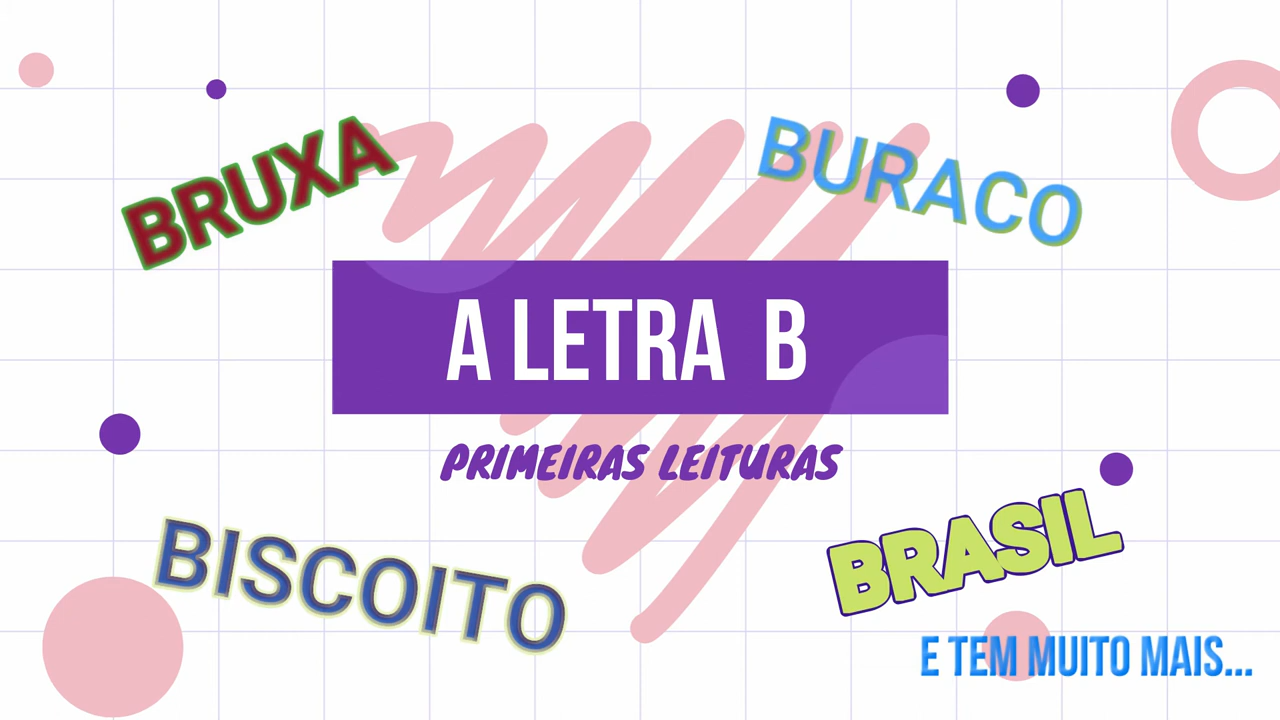 BRUXA
BURACO
A LETRA B
PRIMEIRAS LEITURAS
BISCOITO
BRASIL
E TEM MUITO MAIS...